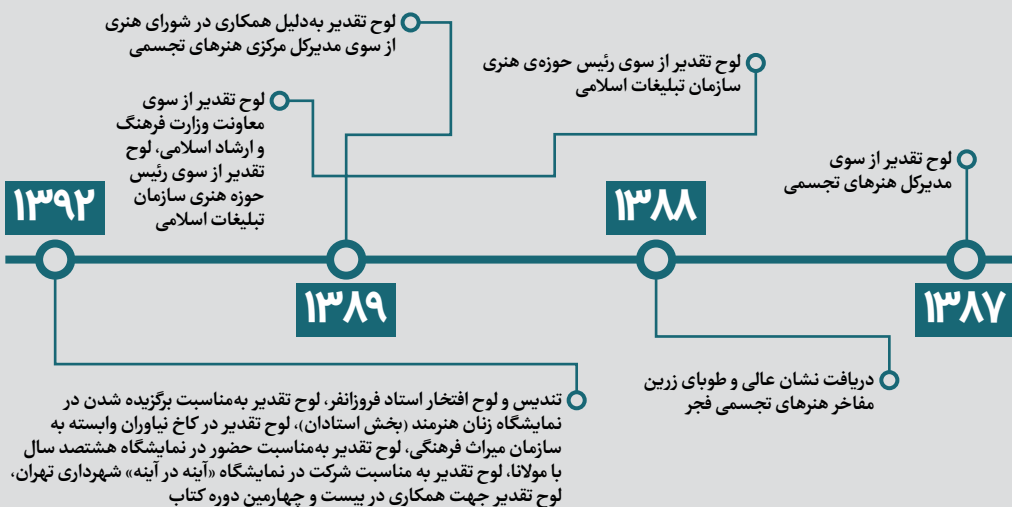 لوح تقدیر از سوی
مدیرکل هنرهای تجسمی
۱۳۸۷
۱۳۸۸
دریافت نشان عالی و طوبای زرین
مفاخر هنرهای تجسمی فجر
لوح تقدیر از سوی رئیس حوزه‌ی هنری
سازمان تبلیغات اسلامی
لوح تقدیر به‌دلیل همکاری در شورای هنری
از سوی مدیرکل مرکزی هنرهای تجسمی
لوح تقدیر از سوی
معاونت وزارت فرهنگ
و ارشاد اسلامی، لوح
تقدیر از سوی رئیس
حوزه هنری سازمان
تبلیغات اسلامی
۱۳۸۹
۱۳۹۲
تندیس و لوح افتخار استاد فروزانفر، لوح تقدیر به‌مناسبت برگزیده شدن در
نمایشگاه زنان هنرمند (بخش استادان)، لوح تقدیر در کاخ نیاوران وابسته به
سازمان میراث فرهنگی، لوح تقدیر به‌مناسبت حضور در نمایشگاه هشتصد سال
با مولانا، لوح تقدیر به مناسبت شرکت در نمایشگاه «آینه در آینه» شهرداری تهران،
لوح تقدیر جهت همکاری در بیست و چهارمین دوره کتاب